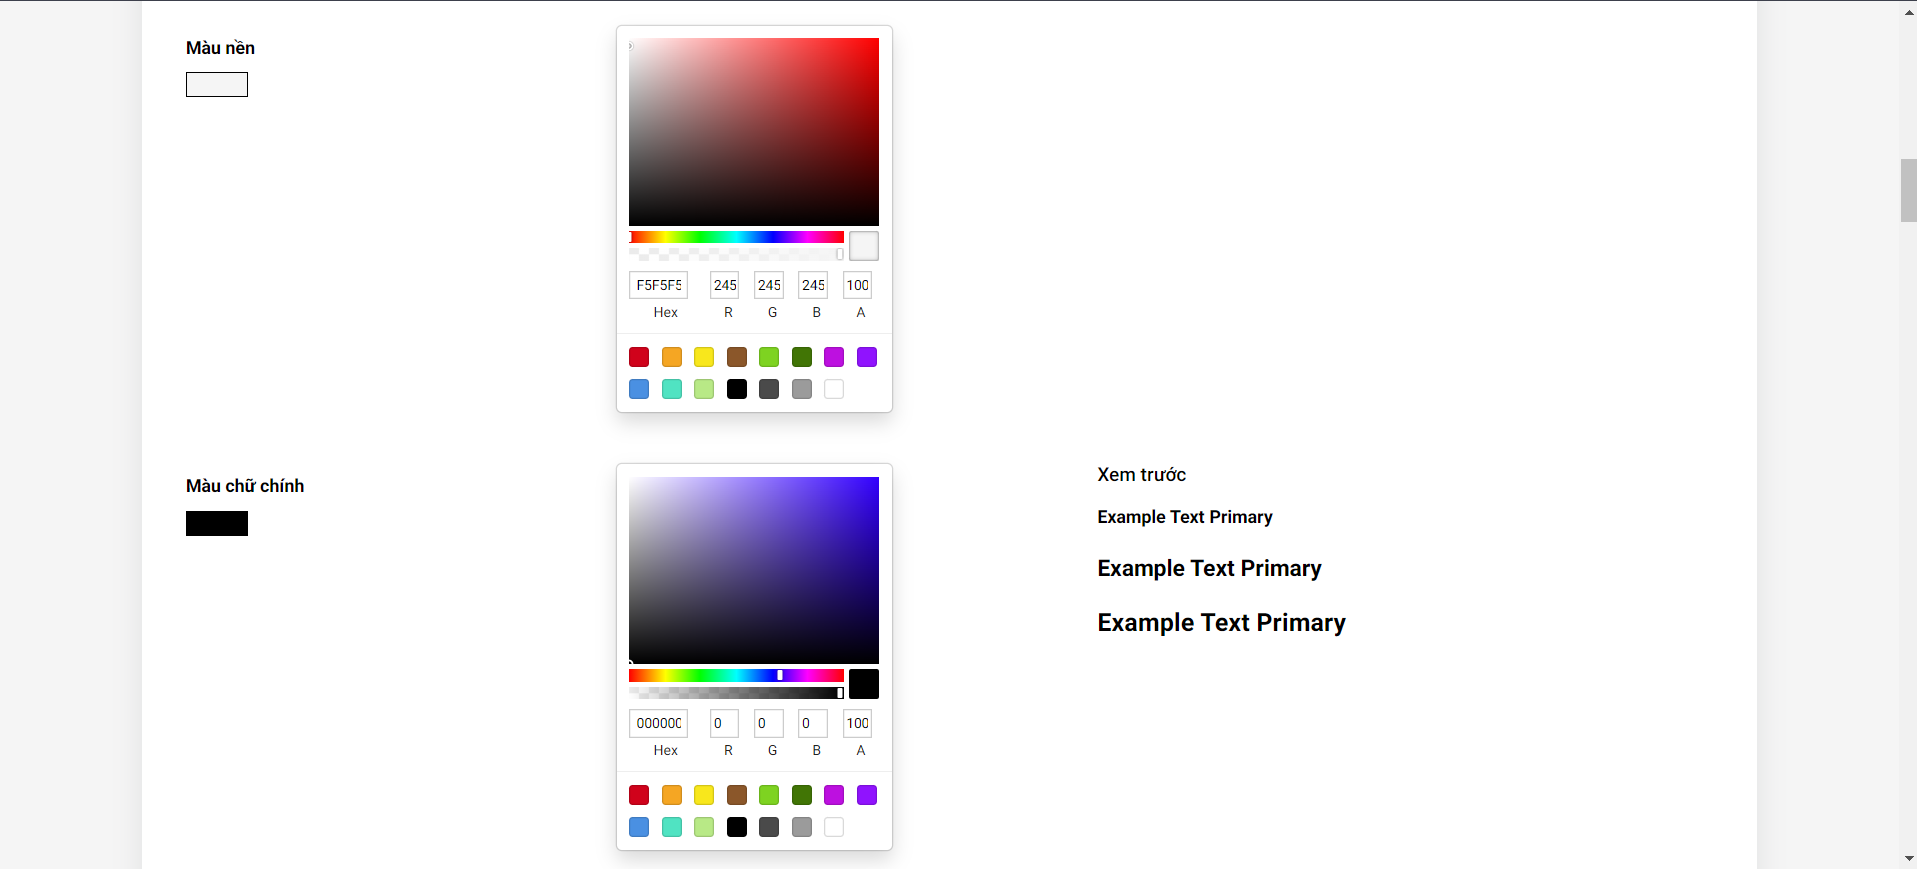 Màu nền
F5F5F5 245 245 245 100
Hex R G B A
Màu chữ chính
000000 0 0 0 100
Hex R G B A
Xem trước
Example Text Primary
Example Text Primary
Example Text Primary